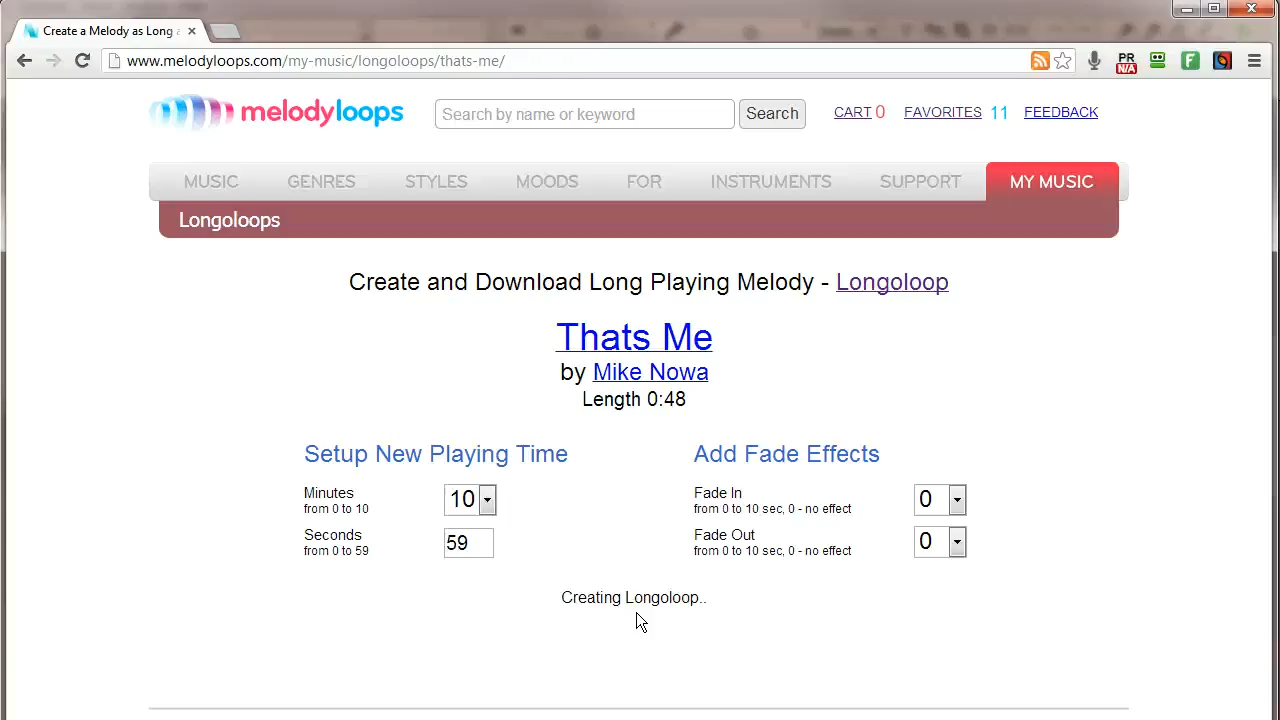 Create a Melody as Long a
www.melodyloops.com/my-music/longoloops/thats-me/
PR
N/A
F
melodyloops
Search by name or keyword
Search
CART 0
FAVORITES 11
FEEDBACK
MUSIC
GENRES
STYLES
MOODS
FOR
INSTRUMENTS
SUPPORT
MY MUSIC
Longoloops
Create and Download Long Playing Melody - Longoloop
Thats Me
by Mike Nowa
Length 0:48
Setup New Playing Time
Minutes
from 0 to 10
10
Seconds
from 0 to 59
59
Add Fade Effects
Fade In
from 0 to 10 sec, 0 - no effect
0
Fade Out
from 0 to 10 sec, 0 - no effect
0
Creating Longoloop..